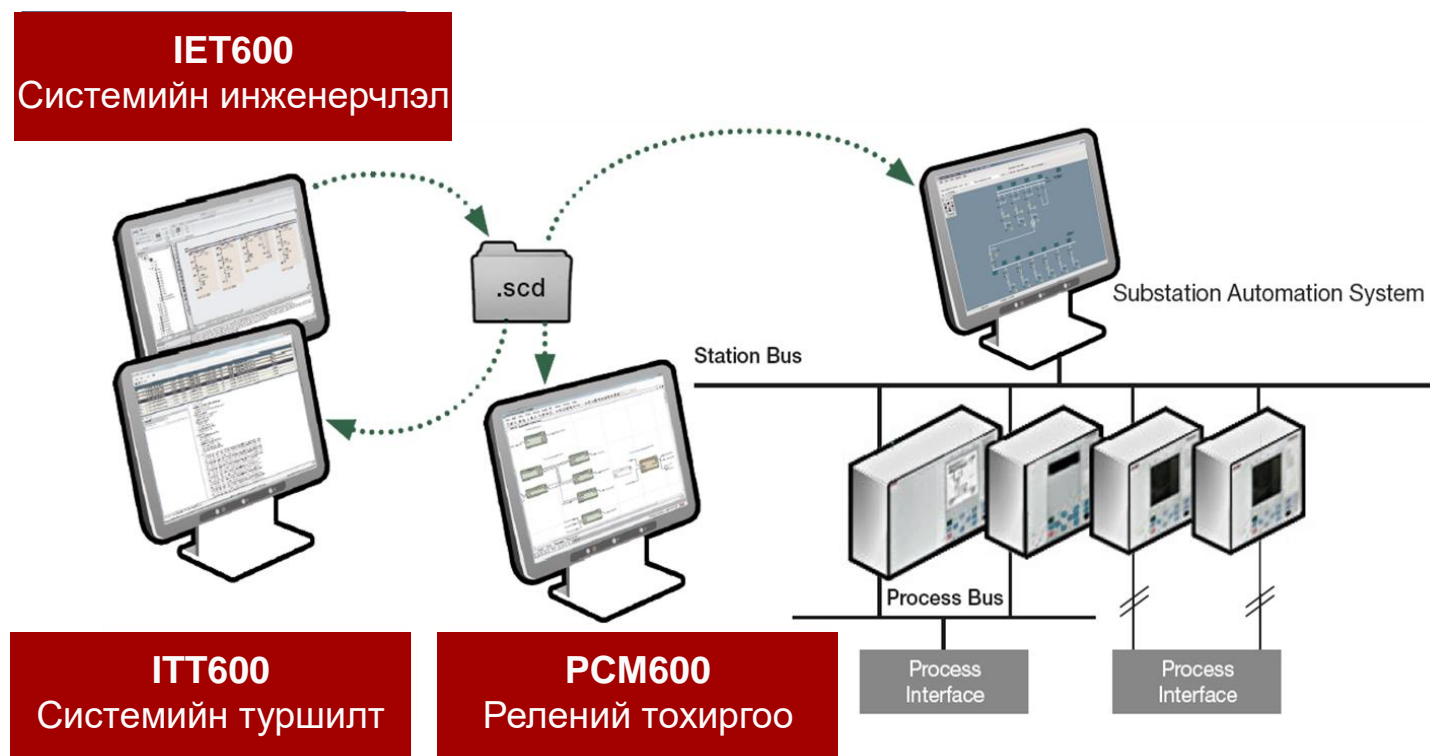 IET600
Системийн инженерчлэл
.scd
Substation Automation System
Station Bus
Process Bus
Process
Interface
Process
Interface
ITT600
Системийн туршилт
PCM600
Релений тохиргоо